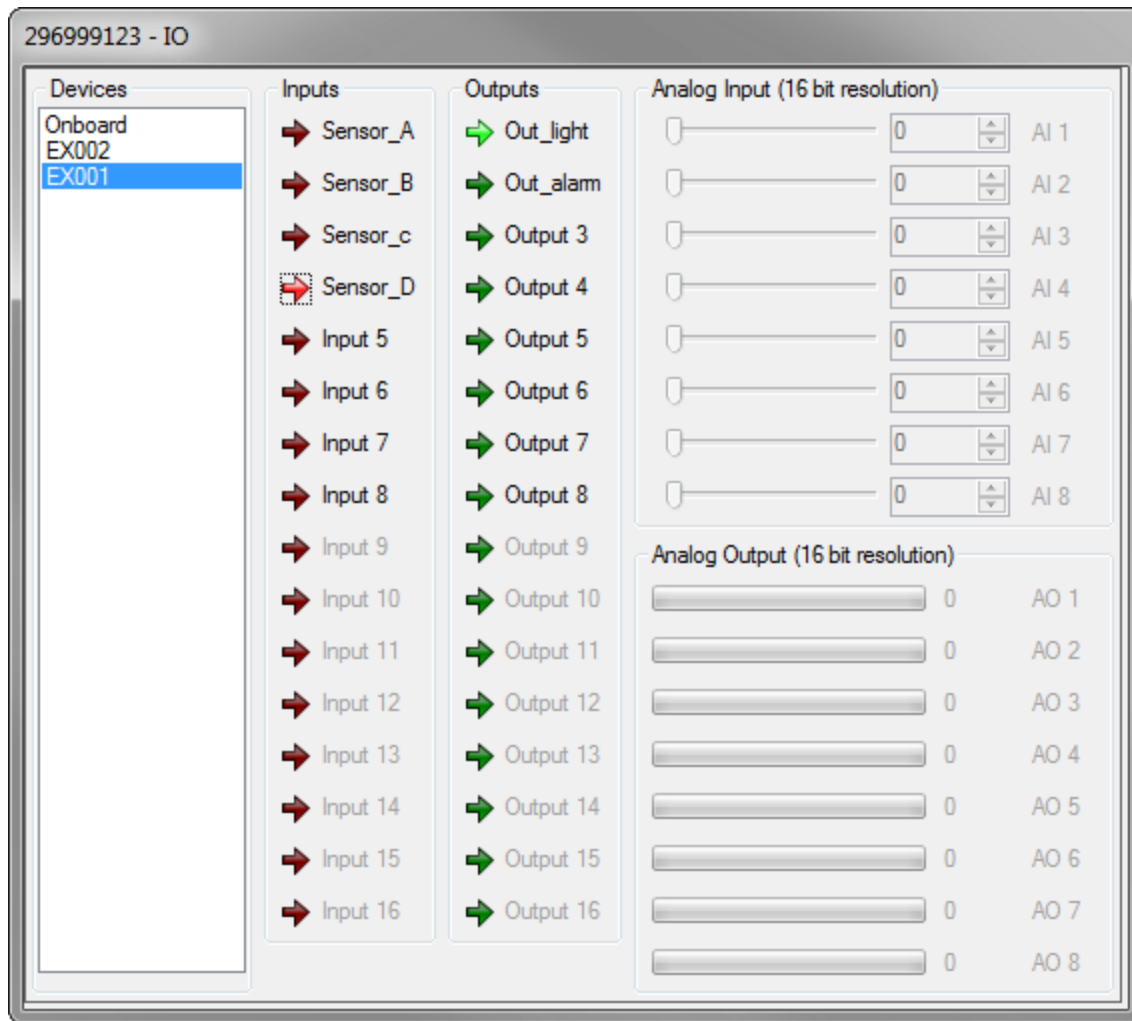 296999123 - IO
Devices
Onboard
EX002
EX001
Inputs
Sensor_A
Sensor_B
Sensor_c
Sensor_D
Input 5
Input 6
Input 7
Input 8
Input 9
Input 10
Input 11
Input 12
Input 13
Input 14
Input 15
Input 16
Outputs
Out_light
Out_alarm
Output 3
Output 4
Output 5
Output 6
Output 7
Output 8
Output 9
Output 10
Output 11
Output 12
Output 13
Output 14
Output 15
Output 16
Analog Input (16 bit resolution)
0 AI 1
0 AI 2
0 AI 3
0 AI 4
0 AI 5
0 AI 6
0 AI 7
0 AI 8
Analog Output (16 bit resolution)
0 AO 1
0 AO 2
0 AO 3
0 AO 4
0 AO 5
0 AO 6
0 AO 7
0 AO 8